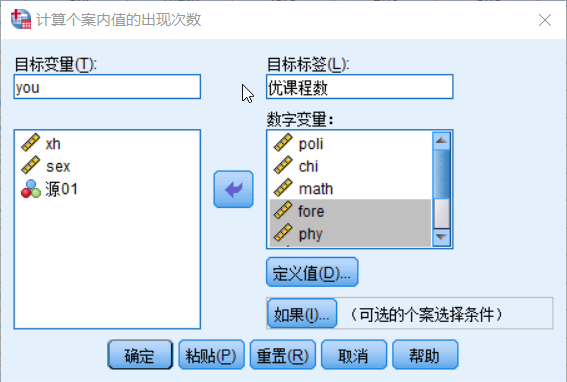 计算个案内值的出现次数
目标变量(T):
目标标签(L):
you
优课程数
数字变量：
xh
sex
源01
poli
chi
math
fore
phy
定义值(D)...
如果(I)...
（可选的个案选择条件）
确定
粘贴(P)
重置(R)
取消
帮助